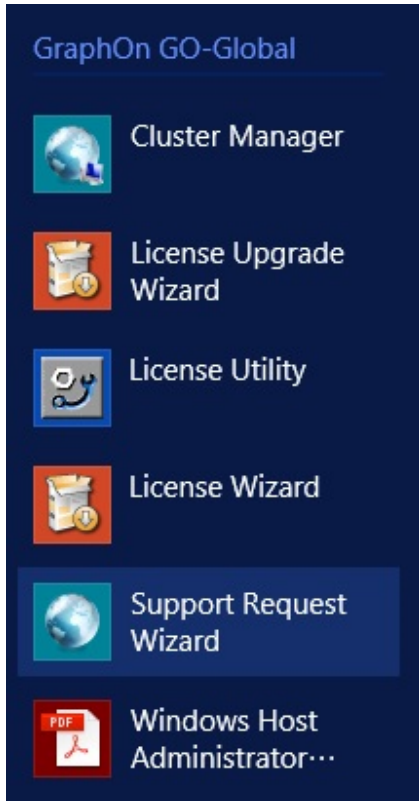 GraphOn GO-Global
Cluster Manager
License Upgrade
Wizard
License Utility
License Wizard
Support Request
Wizard
PDF
Windows Host
Administrator…